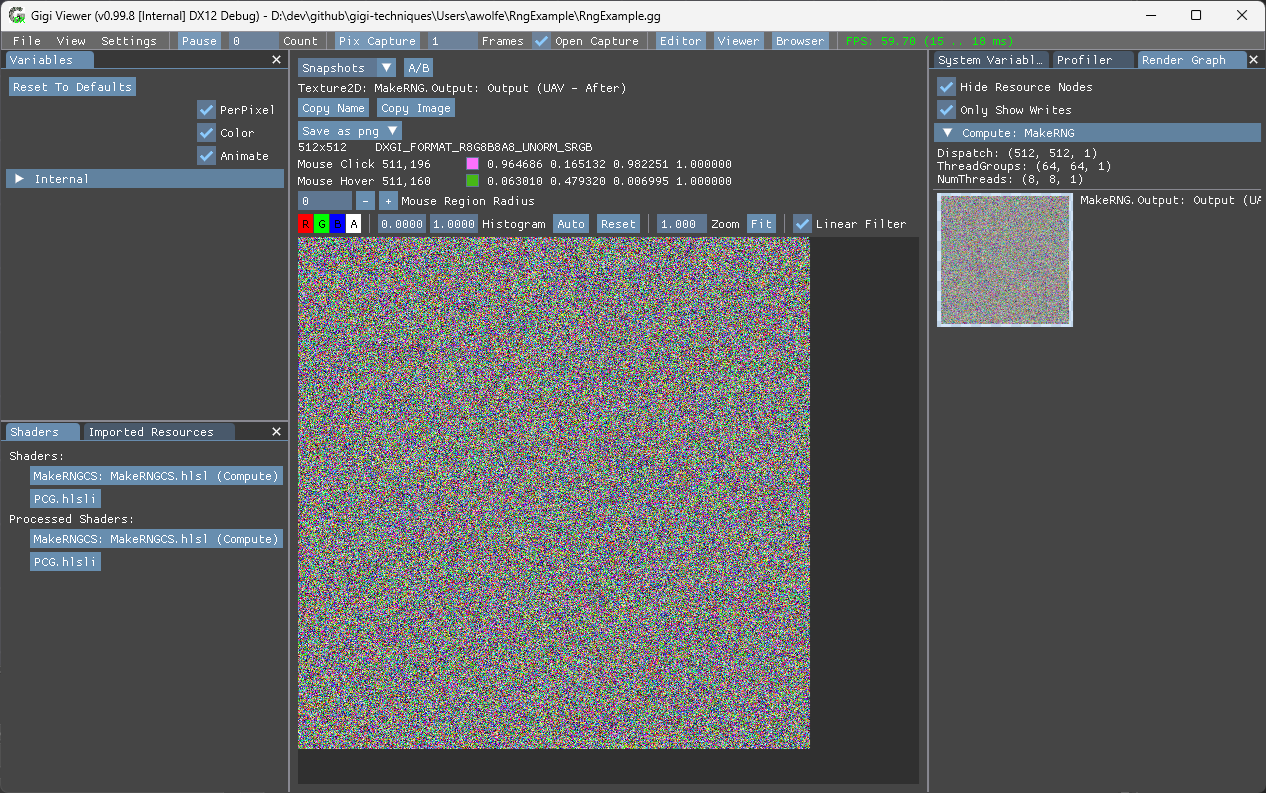 Gigi Viewer (v0.99.8 [Internal] DX12 Debug) - D:\dev\github\gigi-techniques\Users\awolfe\RngExample\RngExample.gg
File View Settings Pause 0 Count Pix Capture 1 Frames Open Capture Editor Viewer Browser FPS: 59.70 (15 .. 18 ms)
Variables
Reset To Defaults
PerPixel
Color
Animate
Internal
Shaders Imported Resources
Shaders:
MakeRNGCS: MakeRNGCS.hlsl (Compute)
PCG.hlsli
Processed Shaders:
MakeRNGCS: MakeRNGCS.hlsl (Compute)
PCG.hlsli
Snapshots A/B
Texture2D: MakeRNG.Output: Output (UAV - After)
Copy Name Copy Image
Save as png
512x512 DXGI_FORMAT_R8G8B8A8_UNORM_SRGB
Mouse Click 511,196 0.964686 0.165132 0.982251 1.000000
Mouse Hover 511,160 0.063010 0.479320 0.006995 1.000000
0 - + Mouse Region Radius
R G B A 0.0000 1.0000 Histogram Auto Reset 1.000 Zoom Fit Linear Filter
System Variabl… Profiler Render Graph
Hide Resource Nodes
Only Show Writes
Compute: MakeRNG
Dispatch: (512, 512, 1)
ThreadGroups: (64, 64, 1)
NumThreads: (8, 8, 1)
MakeRNG.Output: Output (UA